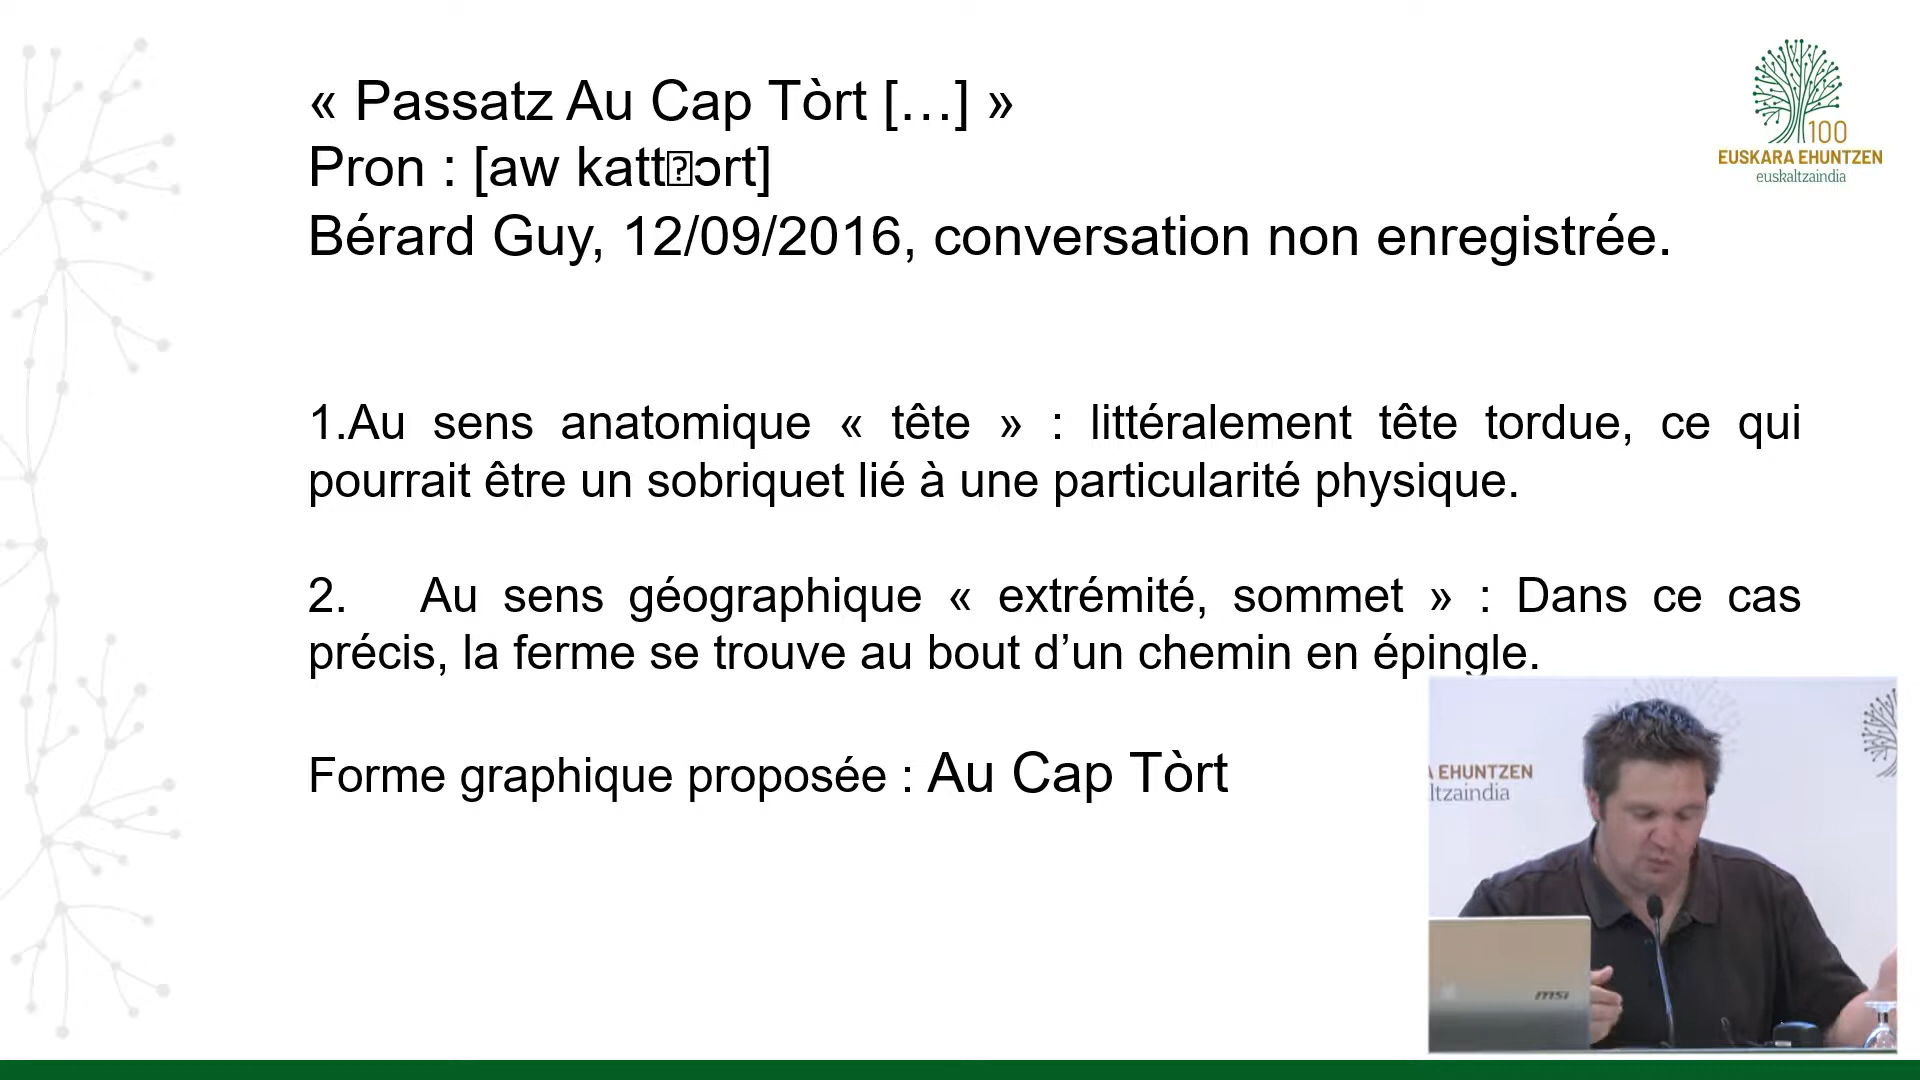 « Passatz Au Cap Tòrt […] »
Pron : [aw katt�ɔrt]
Bérard Guy, 12/09/2016, conversation non enregistrée.
1.Au sens anatomique « tête » : littéralement tête tordue, ce qui
pourrait être un sobriquet lié à une particularité physique.
2. Au sens géographique « extrémité, sommet » : Dans ce cas
précis, la ferme se trouve au bout d’un chemin en épingle.
Forme graphique proposée : Au Cap Tòrt
100
EUSKARA EHUNTZEN
euskaltzaindia
A EHUNTZEN
ltzaindia
msi